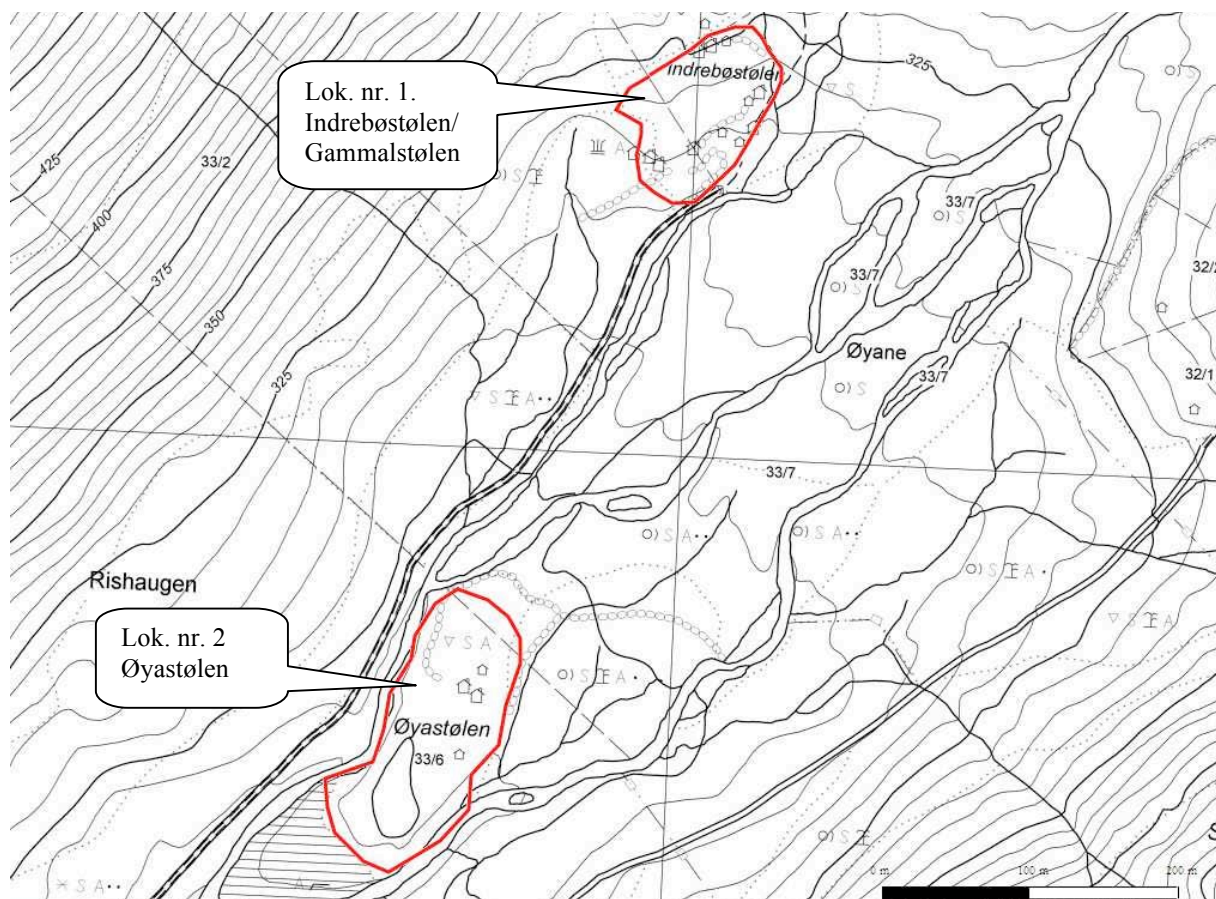 Lok. nr. 1.
Indrebøstølen/
Gammalstølen
Indrebøstølen
325
S
425
33/2
A
S
400
375
350
325
33/7
S
33/7
S
32/2
Øyane
S
33/7
32/1
S A
33/7
S A
S A
S A
Rishaugen
S A
Lok. nr. 2
Øyastølen
S A
S A
Øyastølen
33/6
S
S A
A
0 m
100 m
200 m